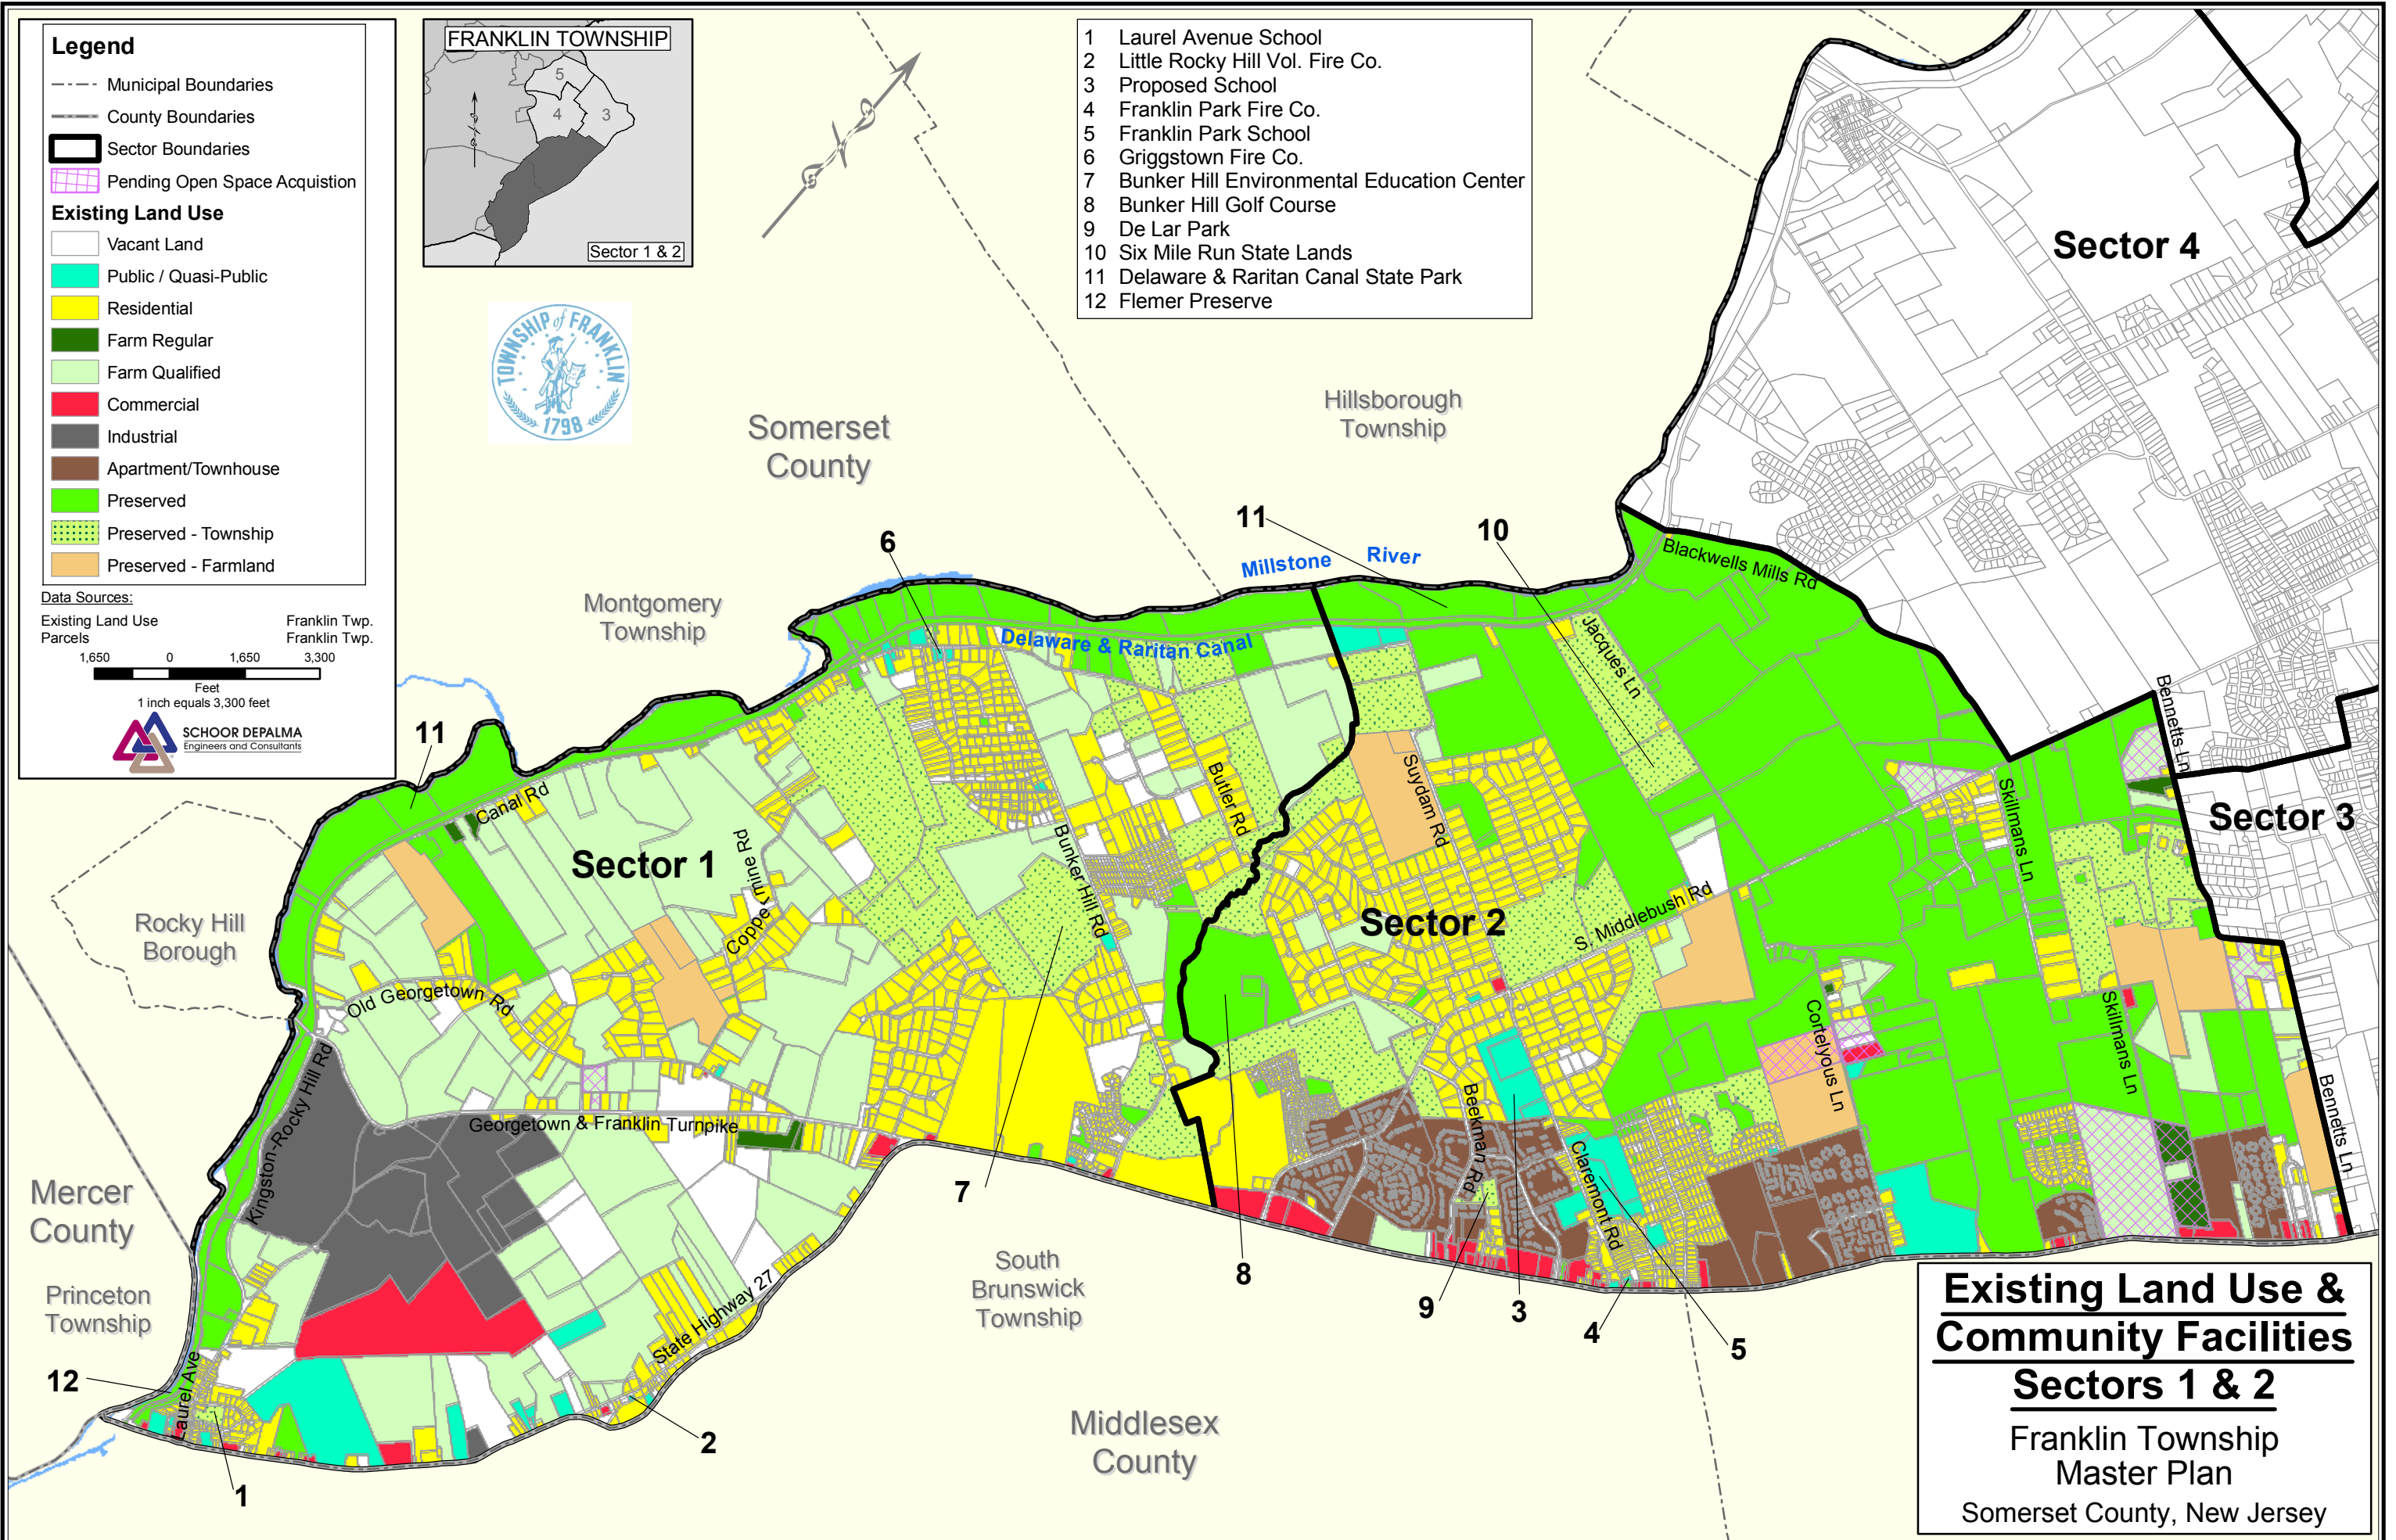 Legend
Municipal Boundaries
County Boundaries
Sector Boundaries
Pending Open Space Acquistion
Existing Land Use
Vacant Land
Public / Quasi-Public
Residential
Farm Regular
Farm Qualified
Commercial
Industrial
Apartment/Townhouse
Preserved
Preserved - Township
Preserved - Farmland
Data Sources:
Existing Land Use Franklin Twp.
Parcels Franklin Twp.
1,650 0 1,650 3,300
Feet
1 inch equals 3,300 feet
SCHOOR DEPALMA
Engineers and Consultants
FRANKLIN TOWNSHIP
5
4
3
Sector 1 & 2
TOWNSHIP of FRANKLIN
1798
1 Laurel Avenue School
2 Little Rocky Hill Vol. Fire Co.
3 Proposed School
4 Franklin Park Fire Co.
5 Franklin Park School
6 Griggstown Fire Co.
7 Bunker Hill Environmental Education Center
8 Bunker Hill Golf Course
9 De Lar Park
10 Six Mile Run State Lands
11 Delaware & Raritan Canal State Park
12 Flemer Preserve
Sector 4
Hillsborough
Township
Somerset
County
11
10
6
Millstone River
Blackwells Mills Rd
Montgomery
Township
Delaware & Raritan Canal
Jacques Ln
Bennetts Ln
11
Canal Rd
Suydam Rd
Butler Rd
Skillmans Ln
Sector 3
Sector 1
Copper mine Rd
Bunker Hill Rd
Sector 2
S. Middlebush Rd
Rocky Hill
Borough
Old Georgetown Rd
Cortelyous Ln
Skillmans Ln
Kingston-Rocky Hill Rd
Georgetown & Franklin Turnpike
Beekman Rd
Claremont Rd
Bennetts Ln
Mercer
County
7
South
Brunswick
Township
8
Princeton
Township
State Highway 27
9
3
4
5
12
Laurel Ave
2
1
Middlesex
County
Existing Land Use &
Community Facilities
Sectors 1 & 2
Franklin Township
Master Plan
Somerset County, New Jersey